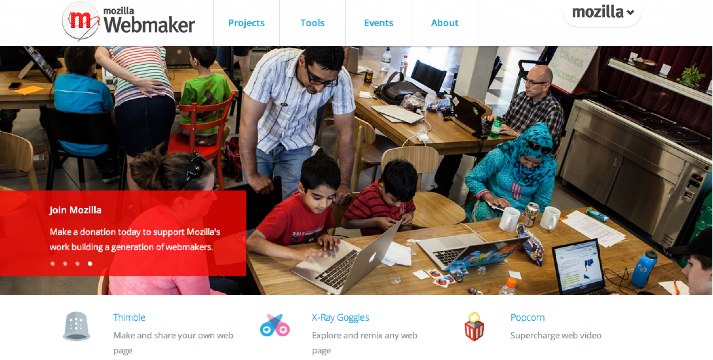 mozilla
Webmaker
Projects
Tools
Events
About
mozilla
Join Mozilla
Make a donation today to support Mozilla's
work building a generation of webmakers.
Thimble
Make and share your own web
page
X-Ray Goggles
Explore and remix any web
page
Popcorn
Supercharge web video